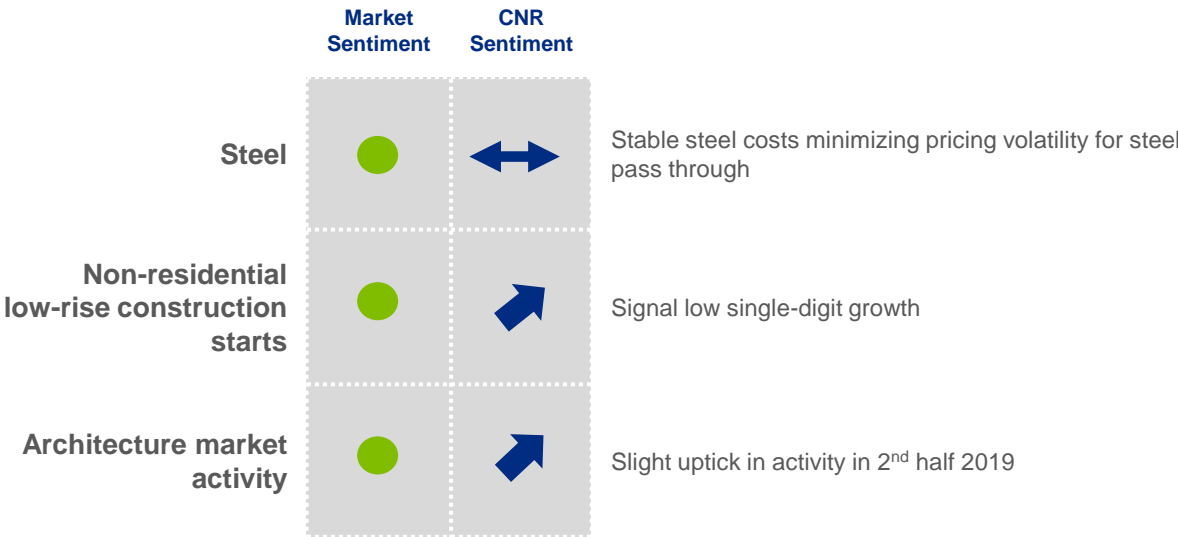 Market
Sentiment
CNR
Sentiment
Steel
Stable steel costs minimizing pricing volatility for steel
pass through
Non-residential
low-rise construction
starts
Signal low single-digit growth
Architecture market
activity
Slight uptick in activity in 2nd half 2019